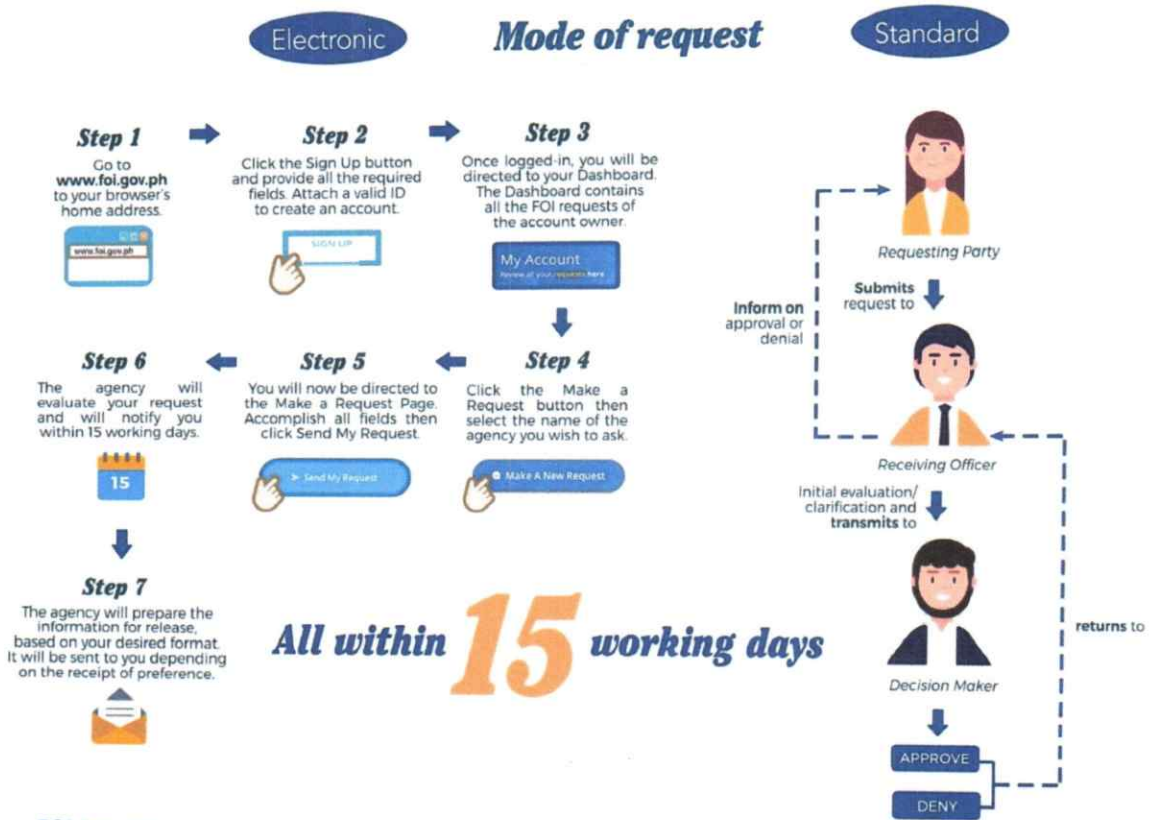 Electronic
Mode of request
Standard
Step 1
Go to
www.foi.gov.ph
to your browser's
home address.
www.foi.gov.ph
Step 2
Click the Sign Up button
and provide all the required
fields. Attach a valid ID
to create an account.
SIGN UP
Step 3
Once logged-in, you will be
directed to your Dashboard.
The Dashboard contains
all the FOI requests of
the account owner.
My Account
Review all your requests here
Step 4
Click the Make a
Request button then
select the name of the
agency you wish to ask.
Make A New Request
Step 5
You will now be directed to
the Make a Request Page.
Accomplish all fields then
click Send My Request.
Send My Request
Step 6
The agency will
evaluate your request
and will notify you
within 15 working days.
15
Step 7
The agency will prepare the
information for release,
based on your desired format.
It will be sent to you depending
on the receipt of preference.
All within 15 working days
Requesting Party
Submits
request to
Inform on
approval or
denial
Receiving Officer
Initial evaluation/
clarification and
transmits to
Decision Maker
returns to
APPROVE
DENY